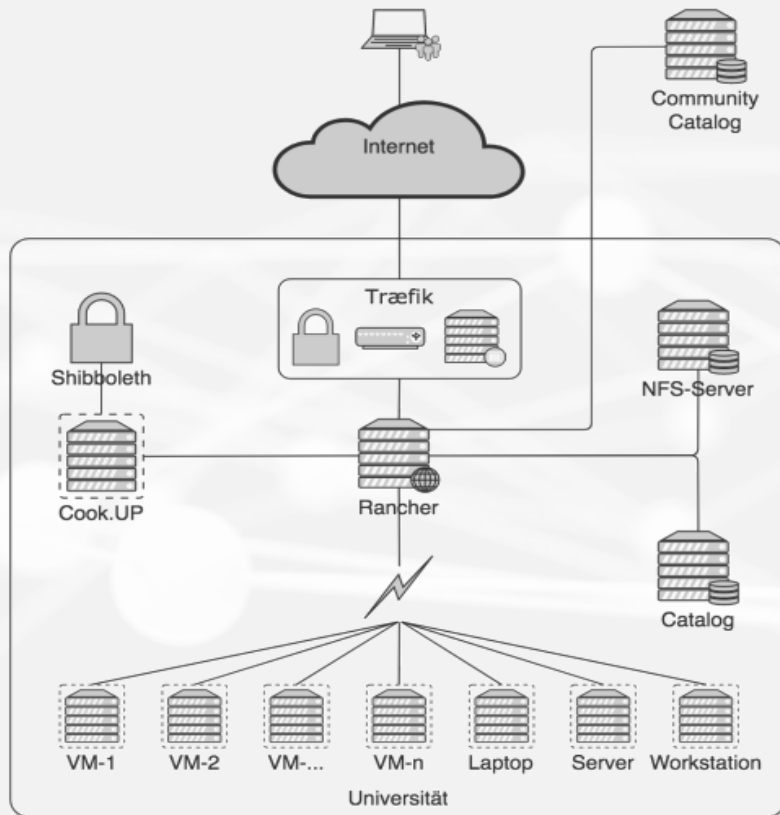 Community
Catalog
Internet
Træfik
Shibboleth
NFS-Server
Cook.UP
Rancher
Catalog
VM-1
VM-2
VM-...
VM-n
Laptop
Server
Workstation
Universität